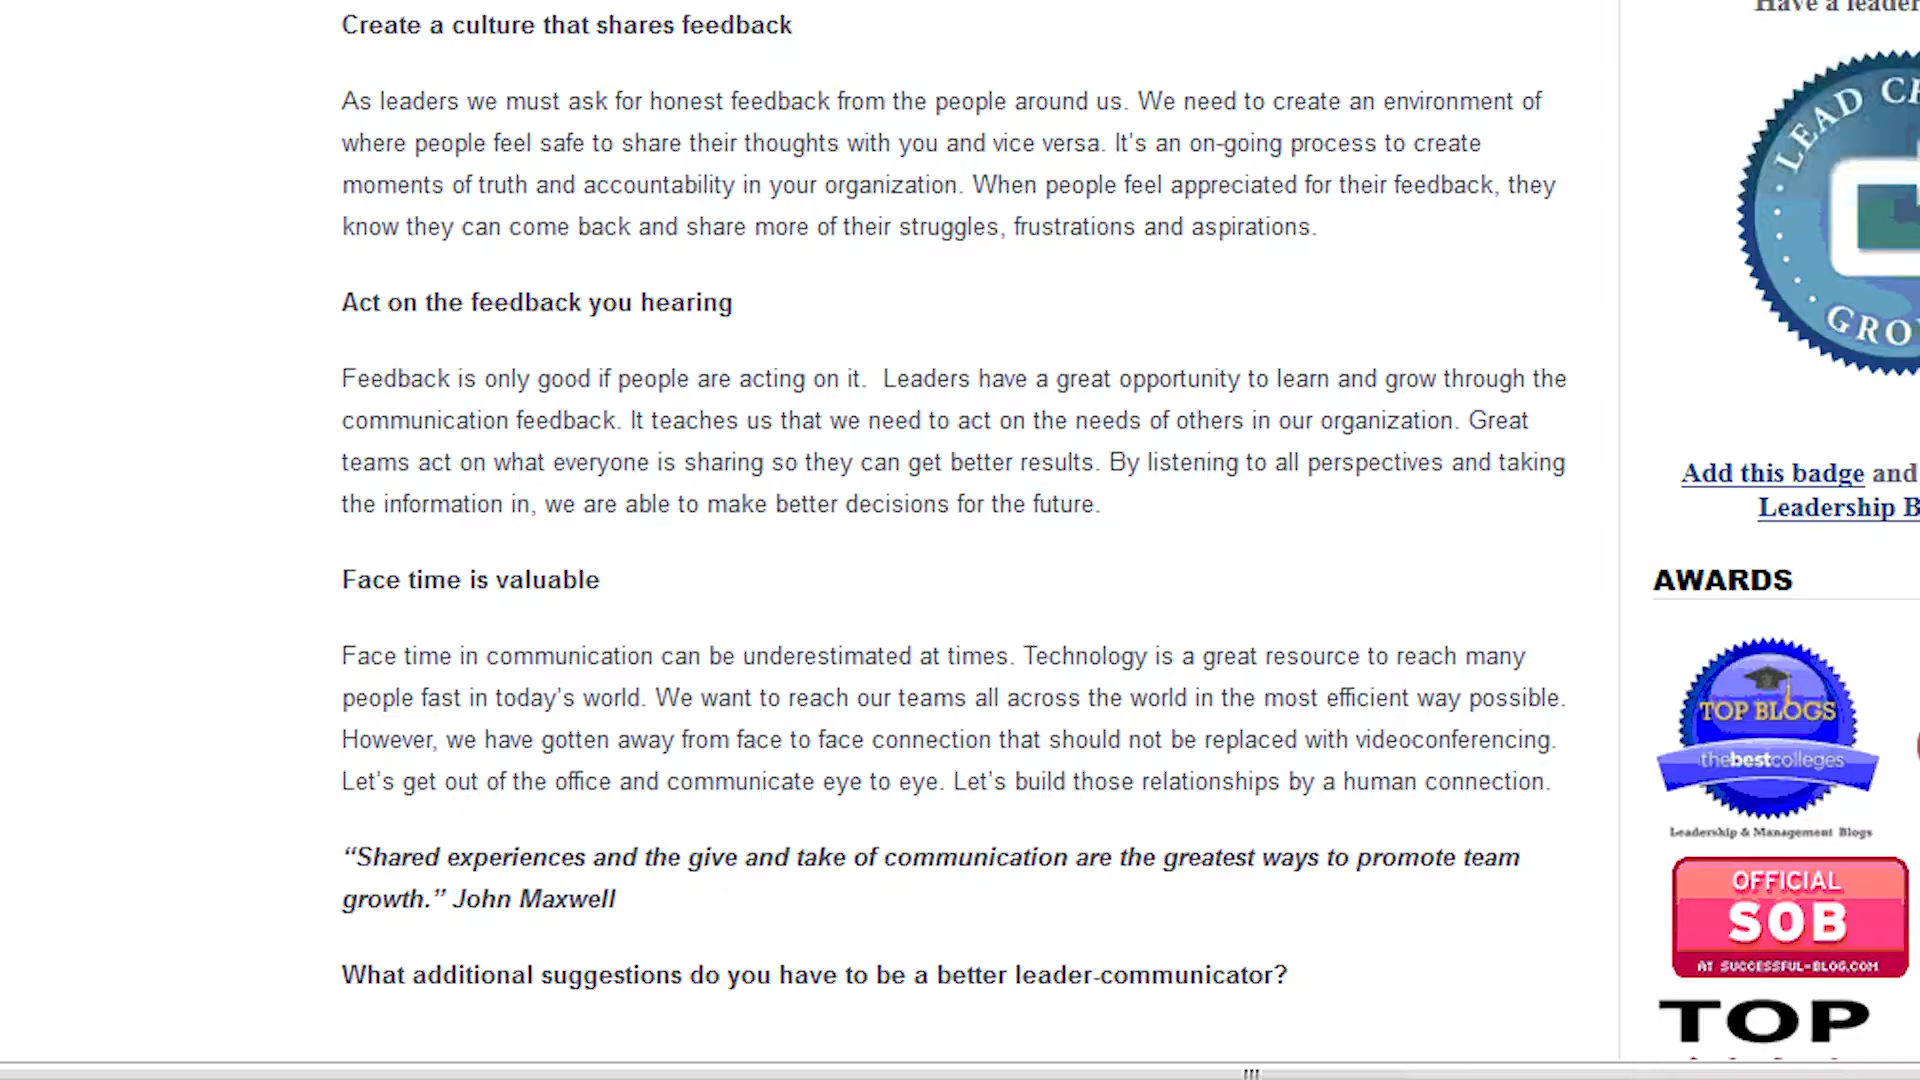 Create a culture that shares feedback
As leaders we must ask for honest feedback from the people around us. We need to create an environment of
where people feel safe to share their thoughts with you and vice versa. It's an on-going process to create
moments of truth and accountability in your organization. When people feel appreciated for their feedback, they
know they can come back and share more of their struggles, frustrations and aspirations.
Act on the feedback you hearing
Feedback is only good if people are acting on it.  Leaders have a great opportunity to learn and grow through the
communication feedback. It teaches us that we need to act on the needs of others in our organization. Great
teams act on what everyone is sharing so they can get better results. By listening to all perspectives and taking
the information in, we are able to make better decisions for the future.
Face time is valuable
Face time in communication can be underestimated at times. Technology is a great resource to reach many
people fast in today's world. We want to reach our teams all across the world in the most efficient way possible.
However, we have gotten away from face to face connection that should not be replaced with videoconferencing.
Let's get out of the office and communicate eye to eye. Let's build those relationships by a human connection.
“Shared experiences and the give and take of communication are the greatest ways to promote team
growth.” John Maxwell
What additional suggestions do you have to be a better leader-communicator?
Have a leader
LEAD
Add this badge and
Leadership
AWARDS
TOP BLOGS
thebestcolleges
Leadership & Management Blogs
OFFICIAL
SOB
AT SUCCESSFUL-BLOG.COM
TOP